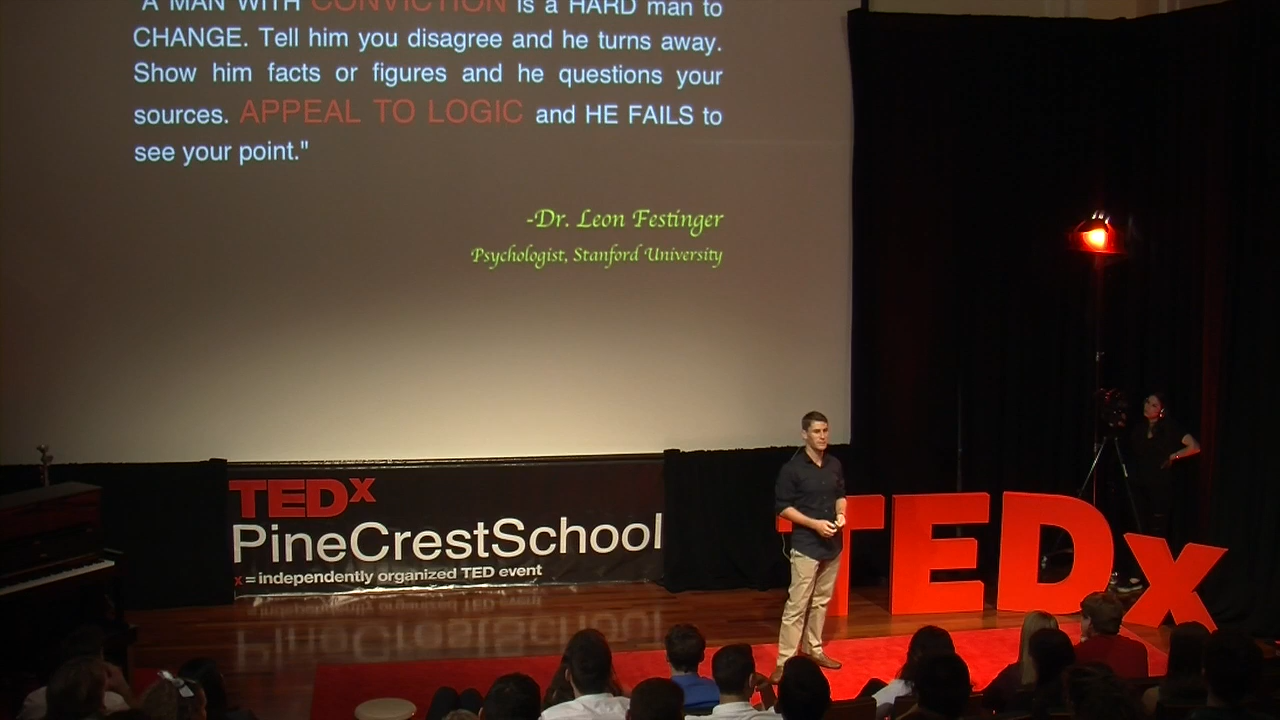 "A MAN WITH CONVICTION is a HARD man to
CHANGE. Tell him you disagree and he turns away.
Show him facts or figures and he questions your
sources. APPEAL TO LOGIC and HE FAILS to
see your point."
-Dr. Leon Festinger
Psychologist, Stanford University
TEDx
PineCrestSchool
x = independently organized TED event
TEDx